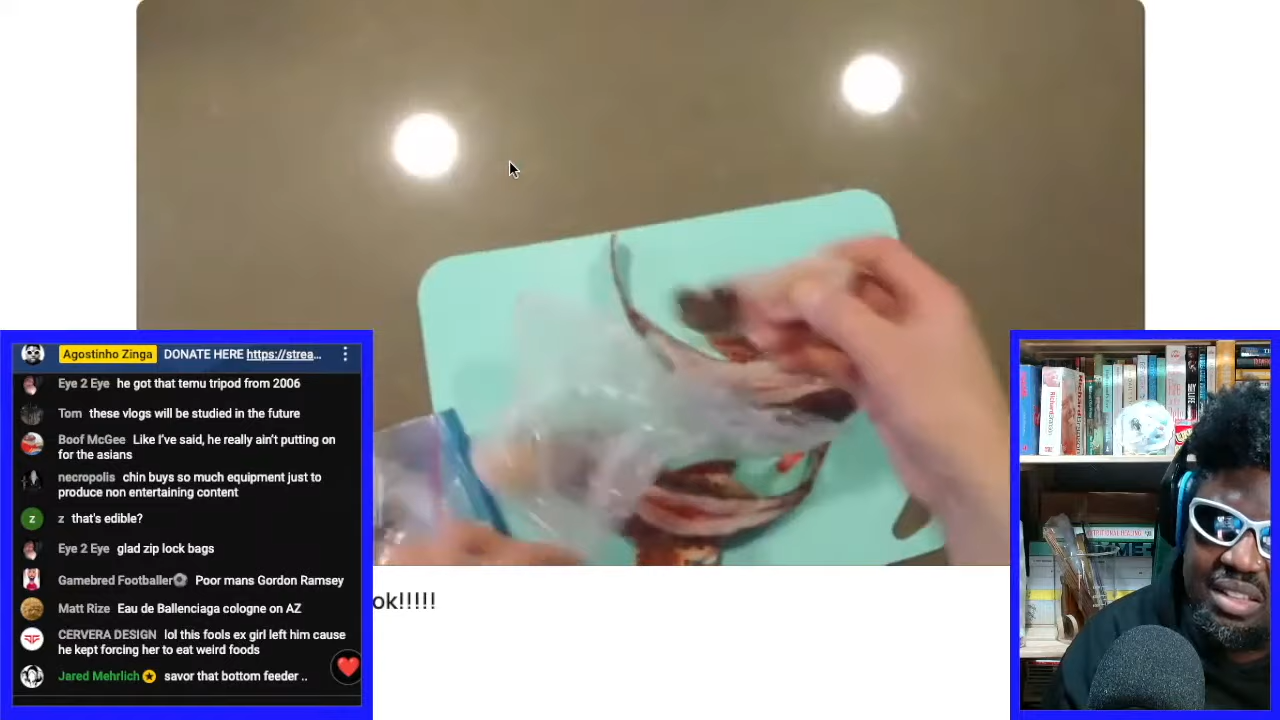 Agostinho Zinga DONATE HERE https://strea...
Eye 2 Eye he got that temu tripod from 2006
Tom these vlogs will be studied in the future
Boof McGee Like I've said, he really ain't putting on
for the asians
necropolis chin buys so much equipment just to
produce non entertaining content
z z that's edible?
Eye 2 Eye glad zip lock bags
Gamebred Footballer Poor mans Gordon Ramsey
Matt Rize Eau de Ballenciaga cologne on AZ
CERVERA DESIGN lol this fools ex girl left him cause
he kept forcing her to eat weird foods
Jared Mehrlich savor that bottom feeder ..
ok!!!!!